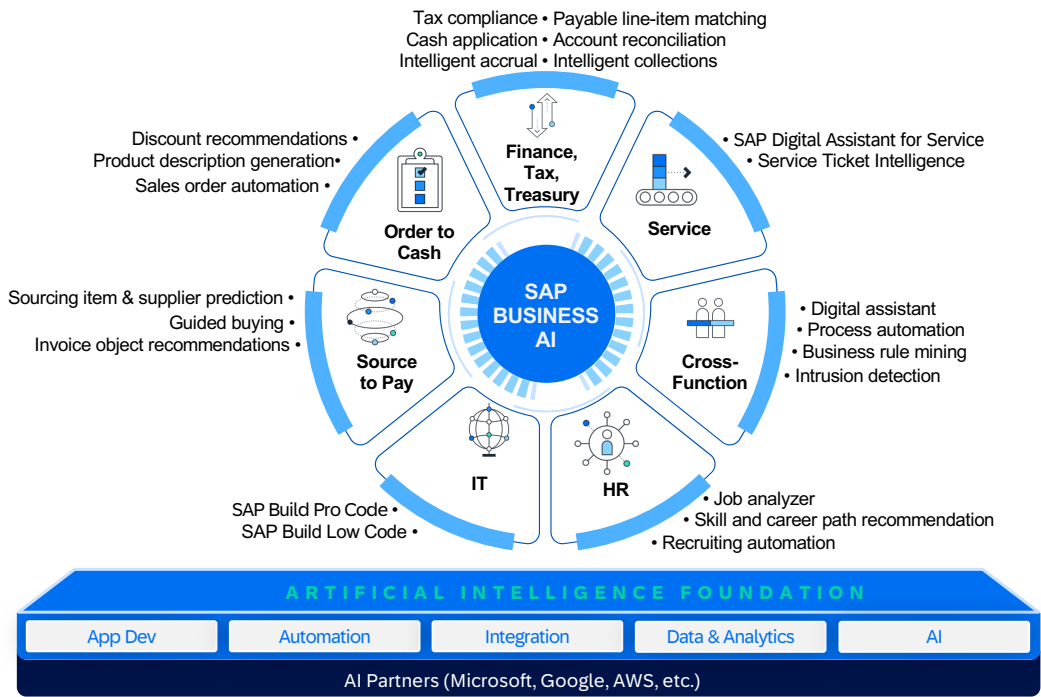 Tax compliance • Payable line-item matching
Cash application • Account reconciliation
Intelligent accrual • Intelligent collections
Finance,
Tax,
Treasury
• SAP Digital Assistant for Service
• Service Ticket Intelligence
Service
• Digital assistant
• Process automation
• Business rule mining
• Intrusion detection
Cross-
Function
• Job analyzer
• Skill and career path recommendation
• Recruiting automation
HR
SAP Build Pro Code •
SAP Build Low Code •
IT
Sourcing item & supplier prediction •
Guided buying •
Invoice object recommendations •
Source
to Pay
Discount recommendations •
Product description generation•
Sales order automation •
Order to
Cash
SAP
BUSINESS
AI
ARTIFICIAL INTELLIGENCE FOUNDATION
App Dev
Automation
Integration
Data & Analytics
AI
AI Partners (Microsoft, Google, AWS, etc.)